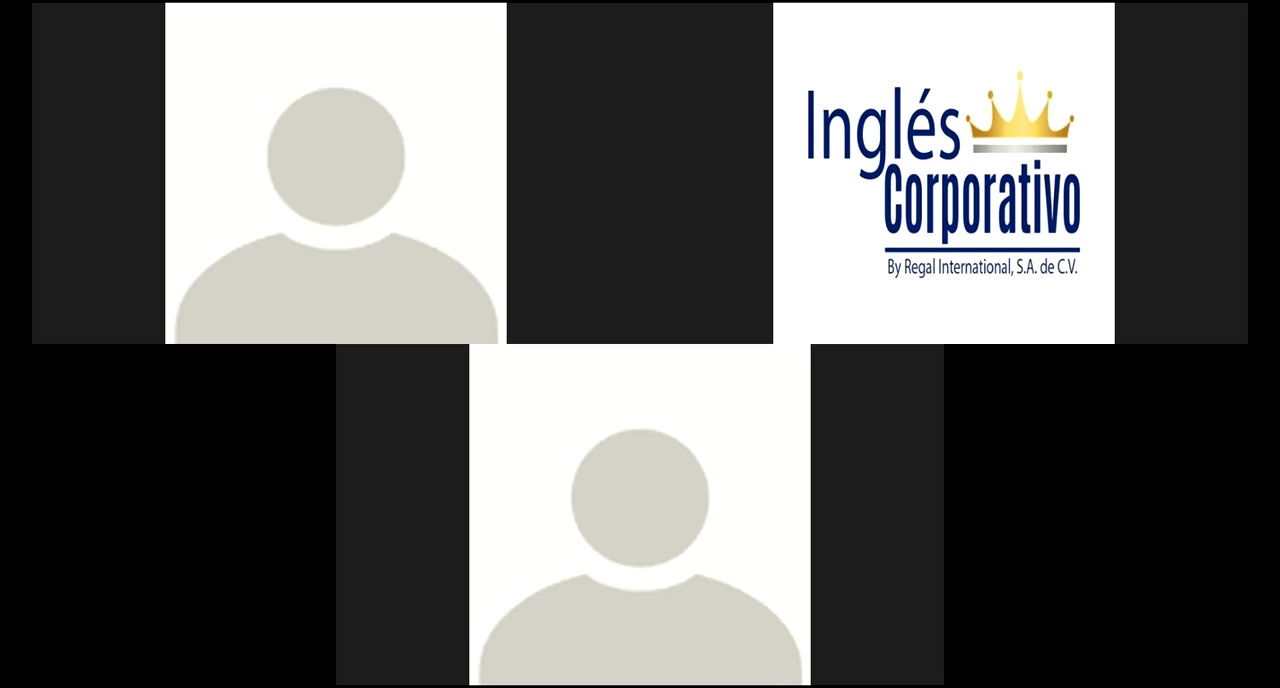 Inglés
Corporativo
By Regal International, S.A. de C.V.